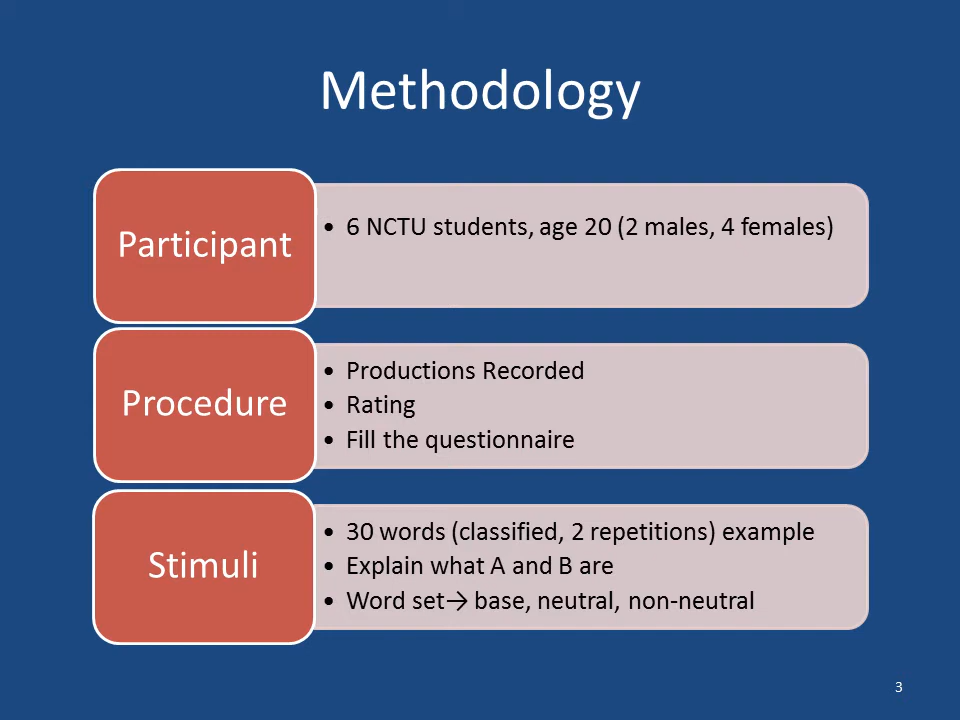 Methodology
Participant
• 6 NCTU students, age 20 (2 males, 4 females)
Procedure
• Productions Recorded
• Rating
• Fill the questionnaire
Stimuli
• 30 words (classified, 2 repetitions) example
• Explain what A and B are
• Word set→ base, neutral, non-neutral
3